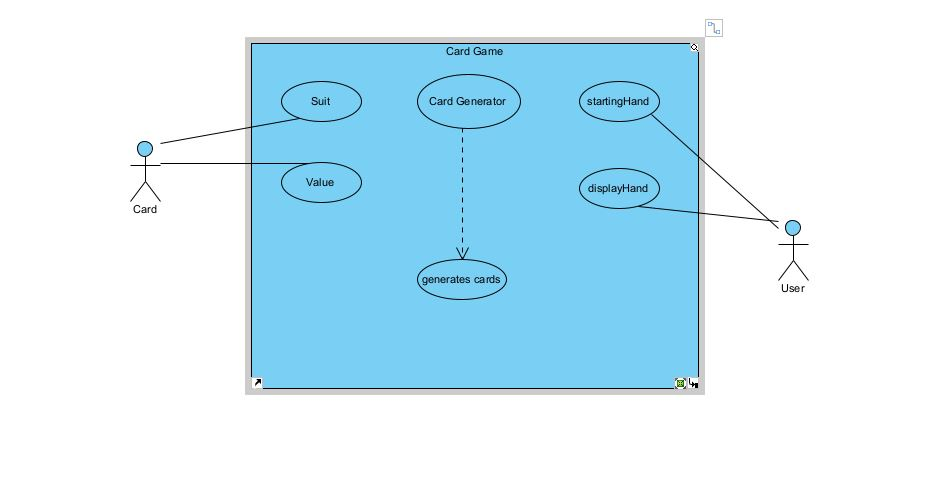 Card Game
Suit
Card Generator
startingHand
Value
displayHand
Card
generates cards
User